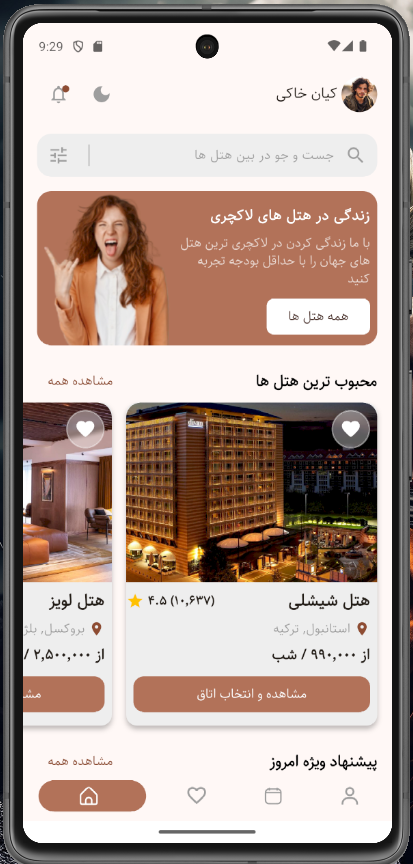 9:29
کیان خاکی
جست و جو در بین هتل ها
زندگی در هتل های لاکچری
با ما زندگی کردن در لاکچری ترین هتل
های جهان را با حداقل بودجه تجربه
کنید
همه هتل ها
محبوب ترین هتل ها
مشاهده همه
هتل شیشلی
۴.۵ (۱۰,۶۳۷)
استانبول, ترکیه
از ۹۹۰,۰۰۰ / شب
مشاهده و انتخاب اتاق
هتل لویز
بروکسل,
از ۲,۵۰۰,۰۰۰ /
پیشنهاد ویژه امروز
مشاهده همه